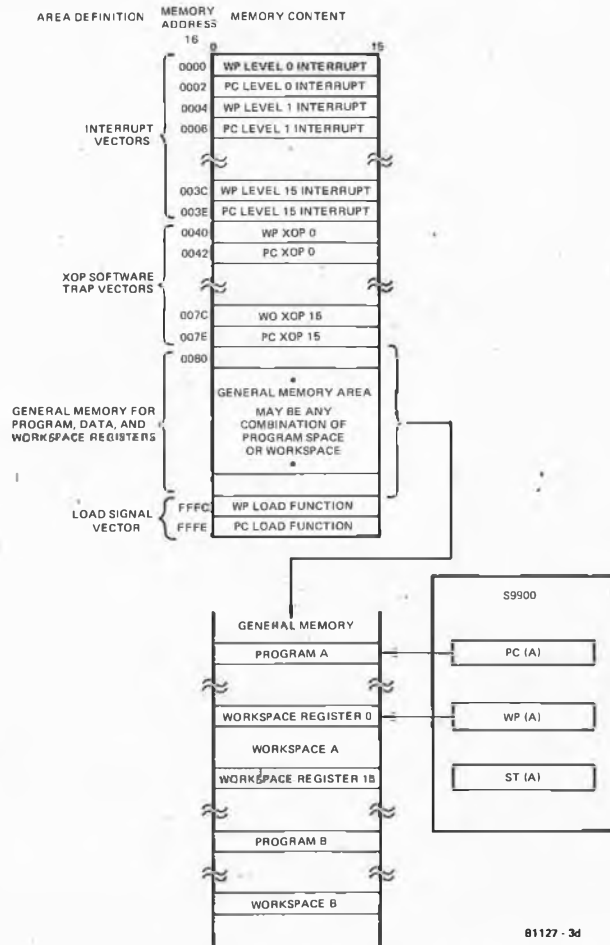 AREA DEFINITION
MEMORY
ADDRESS
16
MEMORY CONTENT
0
15
INTERRUPT
VECTORS
0000 WP LEVEL 0 INTERRUPT
0002 PC LEVEL 0 INTERRUPT
0004 WP LEVEL 1 INTERRUPT
0006 PC LEVEL 1 INTERRUPT
003C WP LEVEL 15 INTERRUPT
003E PC LEVEL 15 INTERRUPT
XOP SOFTWARE
TRAP VECTORS
0040 WP XOP 0
0042 PC XOP 0
007C WO XOP 15
007E PC XOP 15
GENERAL MEMORY FOR
PROGRAM, DATA, AND
WORKSPACE REGISTERS
0080
GENERAL MEMORY AREA
MAY BE ANY
COMBINATION OF
PROGRAM SPACE
OR WORKSPACE
LOAD SIGNAL
VECTOR
FFFC WP LOAD FUNCTION
FFFE PC LOAD FUNCTION
GENERAL MEMORY
PROGRAM A
WORKSPACE REGISTER 0
WORKSPACE A
WORKSPACE REGISTER 15
PROGRAM B
WORKSPACE B
S9900
PC (A)
WP (A)
ST (A)
81127 - 3d